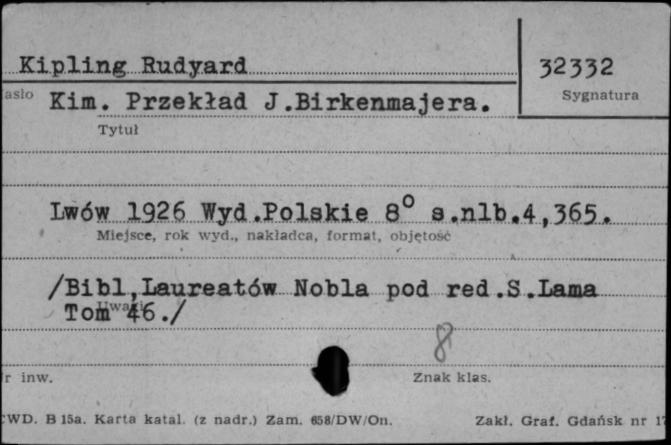 Kipling Rudyard
32332
asło
Sygnatura
Kim. Przekład J.Birkenmajera.
Tytuł
Lwów 1926 Wyd.Polskie 8° s.nlb.4,365.
Miejsce, rok wyd., nakładca, format, objętość
/Bibl,Laureatów Nobla pod red.S.Lama
Uwagi
Tom 46./
8
r inw.
Znak klas.
WD. B 15a. Karta katal. (z nadr.) Zam. 658/DW/On.
Zakł. Graf. Gdańsk nr 1